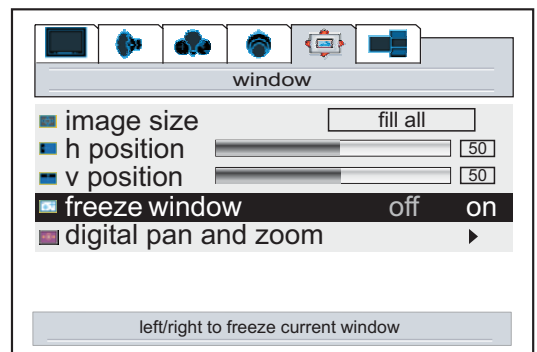 window
image size fill all
h position 50
v position 50
freeze window off on
digital pan and zoom
left/right to freeze current window